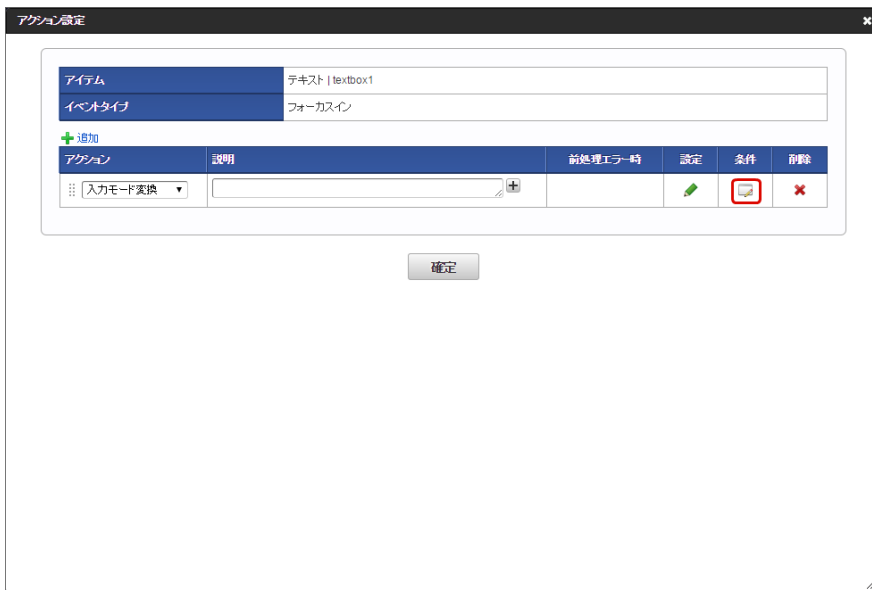 アクション設定
アイテム テキスト | textbox1
イベントタイプ フォーカスイン
追加
アクション 説明 前処理エラー時 設定 条件 削除
入力モード変換
確定